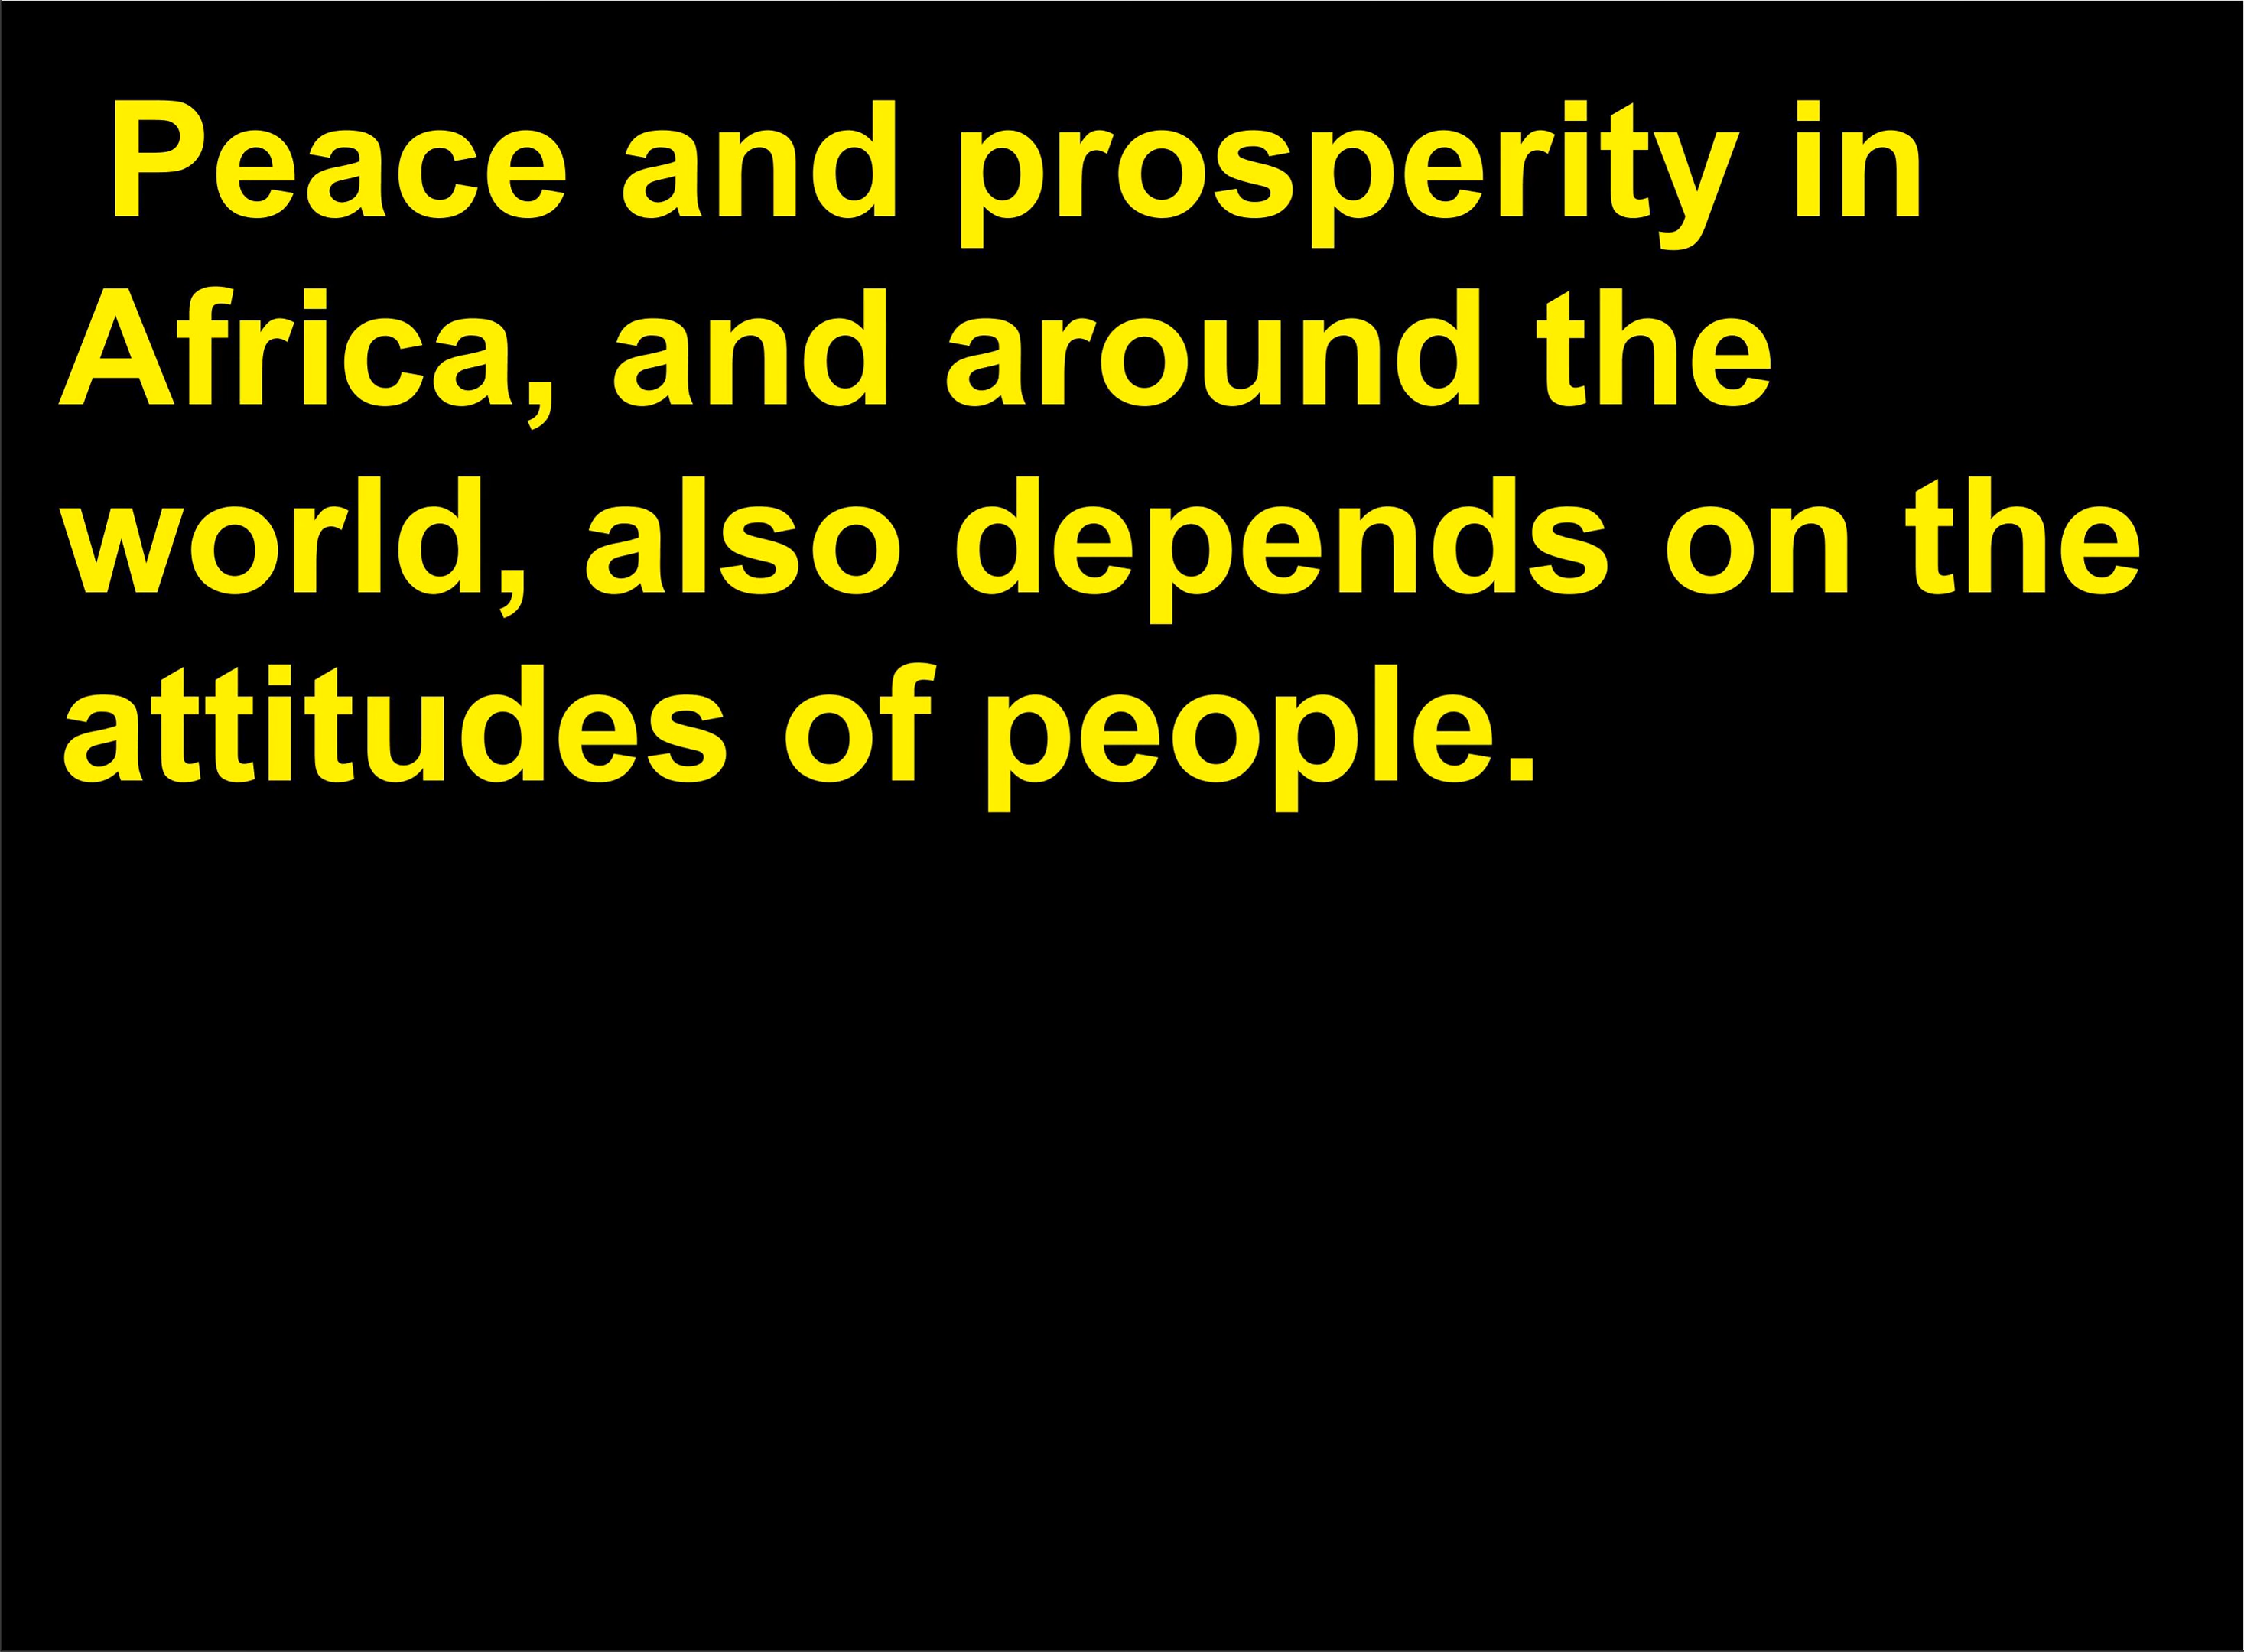 Peace and prosperity in
Africa, and around the
world, also depends on the
attitudes of people.